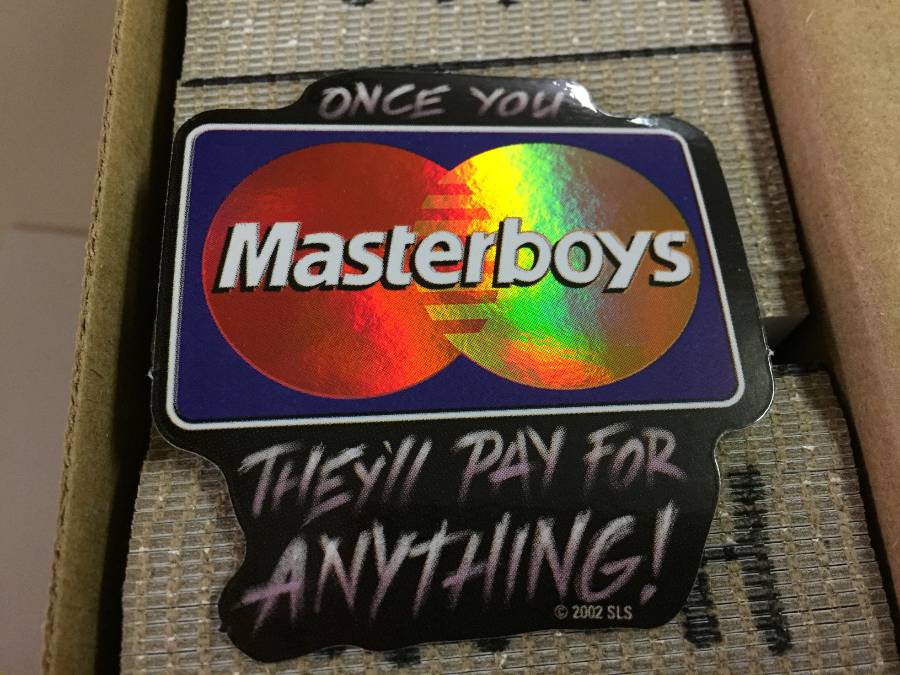 ONCE YOU
Masterboys
THEY'll PAY FOR
ANYTHING!
© 2002 SLS